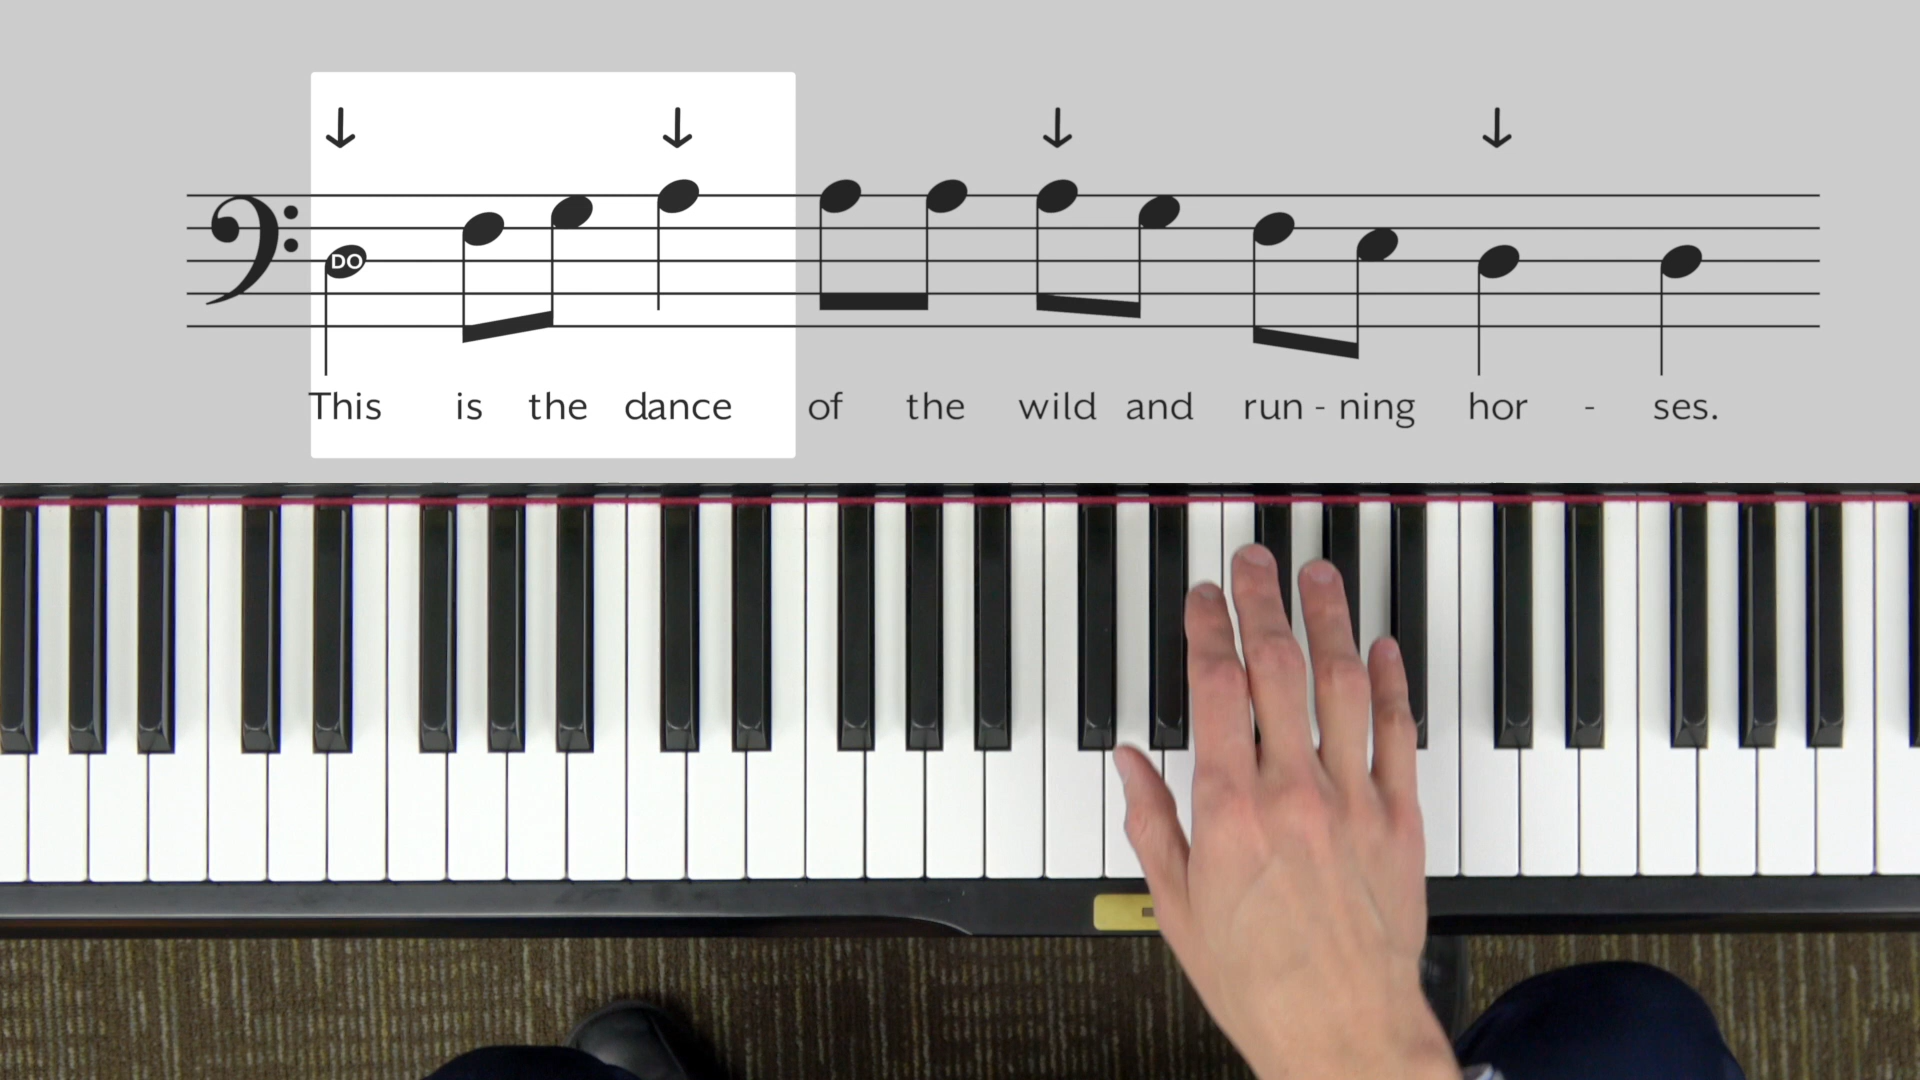 DO
This is the dance of the wild and run - ning hor - ses.